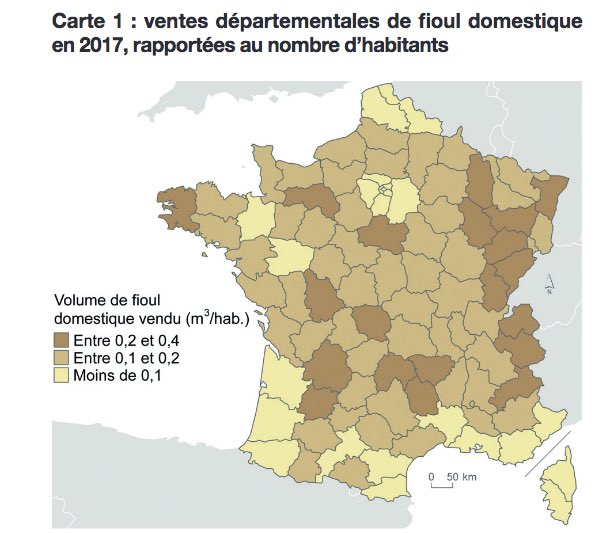 Carte 1 : ventes départementales de fioul domestique
en 2017, rapportées au nombre d’habitants
N
Volume de fioul
domestique vendu (m³/hab.)
Entre 0,2 et 0,4
Entre 0,1 et 0,2
Moins de 0,1
0 50 km